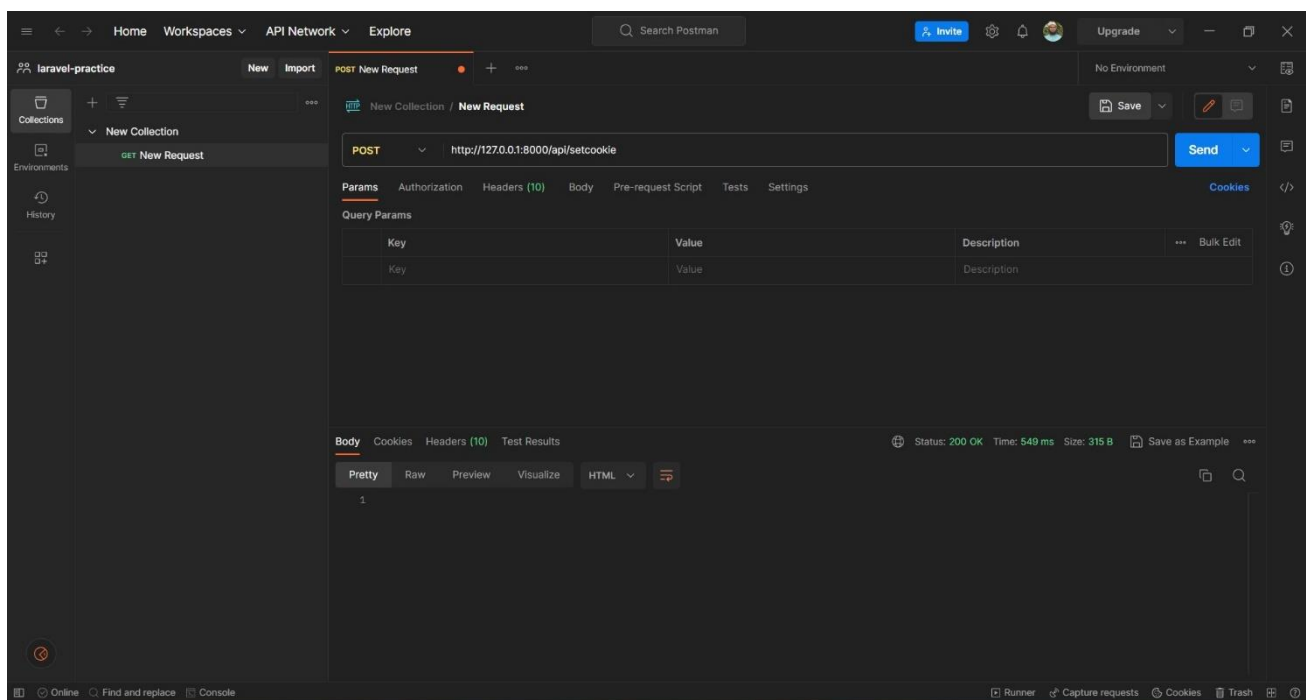 Home Workspaces API Network Explore Search Postman Invite Upgrade
laravel-practice New Import POST New Request No Environment
Collections
New Collection / New Request Save
New Collection
GET New Request
POST http://127.0.0.1:8000/api/setcookie Send
Environments
Params Authorization Headers (10) Body Pre-request Script Tests Settings Cookies
History
Query Params
Key Value Description Bulk Edit
Key Value Description
Body Cookies Headers (10) Test Results Status: 200 OK Time: 549 ms Size: 315 B Save as Example
Pretty Raw Preview Visualize HTML
1
Online Find and replace Console Runner Capture requests Cookies Trash